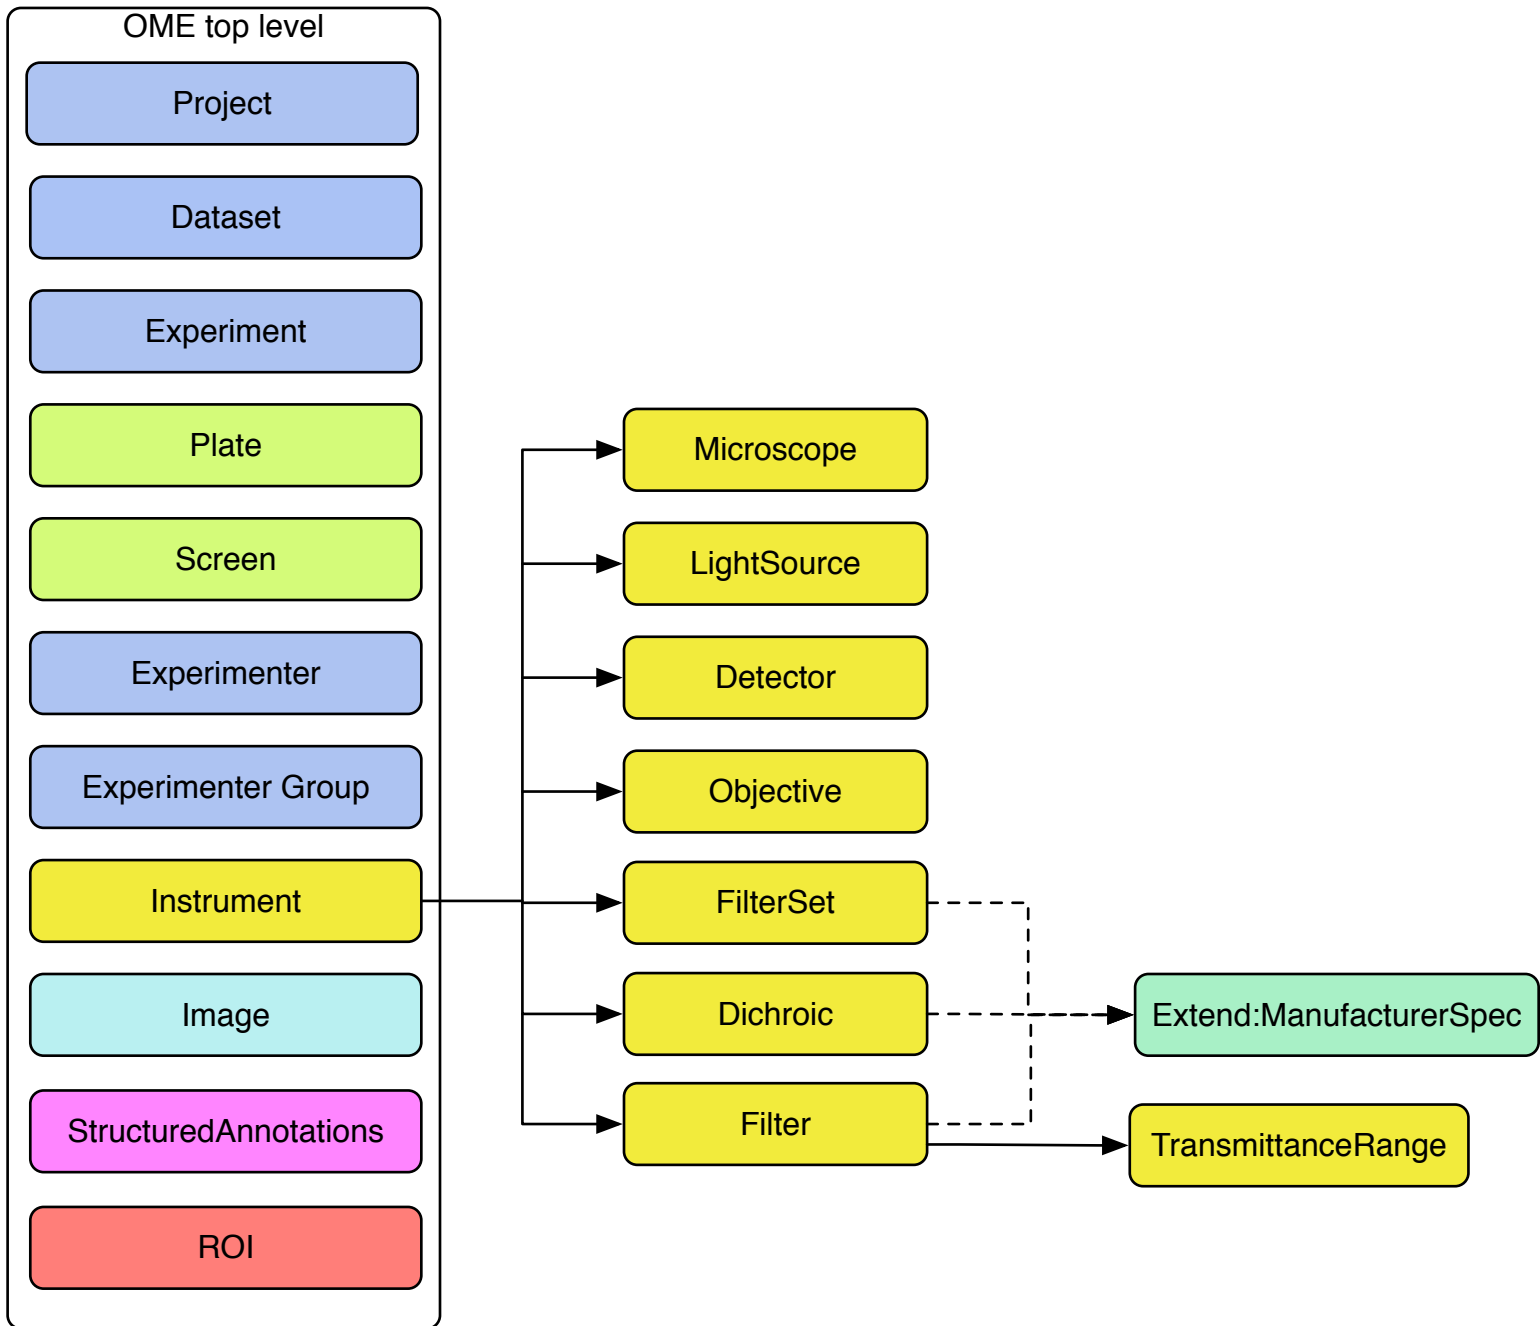 OME top level
Project
Dataset
Experiment
Plate
Screen
Experimenter
Experimenter Group
Instrument
Image
StructuredAnnotations
ROI
Microscope
LightSource
Detector
Objective
FilterSet
Dichroic
Filter
Extend:ManufacturerSpec
TransmittanceRange